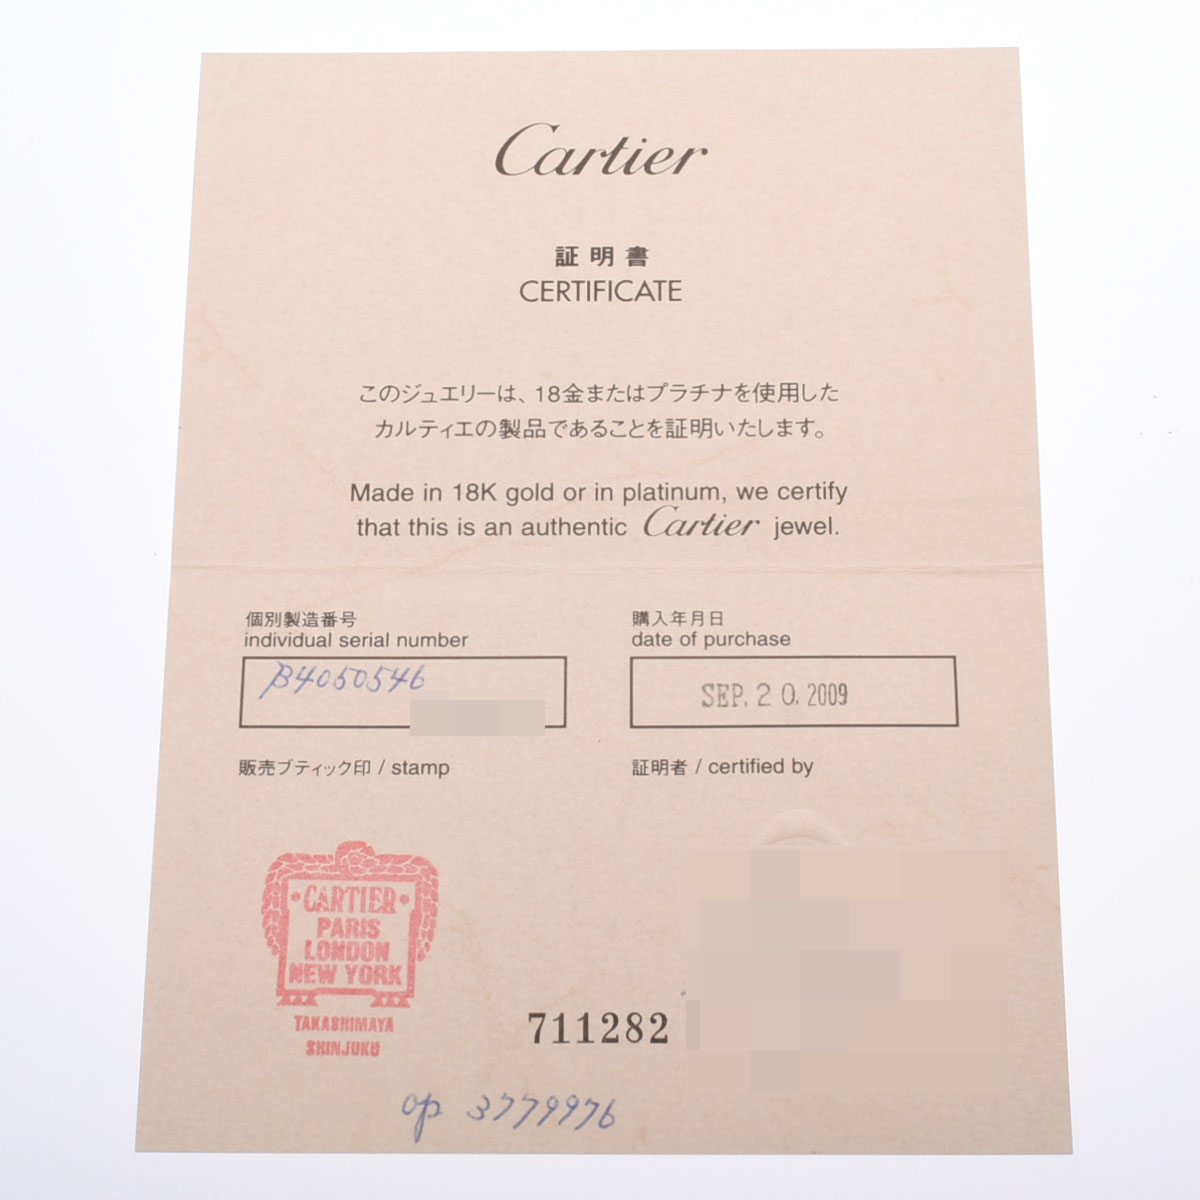 Cartier
証明書
CERTIFICATE
このジュエリーは、18金またはプラチナを使用した
カルティエの製品であることを証明いたします。
Made in 18K gold or in platinum, we certify
that this is an authentic Cartier jewel.
個別製造番号
individual serial number
B4050546
購入年月日
date of purchase
SEP. 20. 2009
販売ブティック印 / stamp
証明者 / certified by
CARTIER
PARIS
LONDON
NEW YORK
TAKASHIMAYA
SHINJUKU
711282
op 3779976